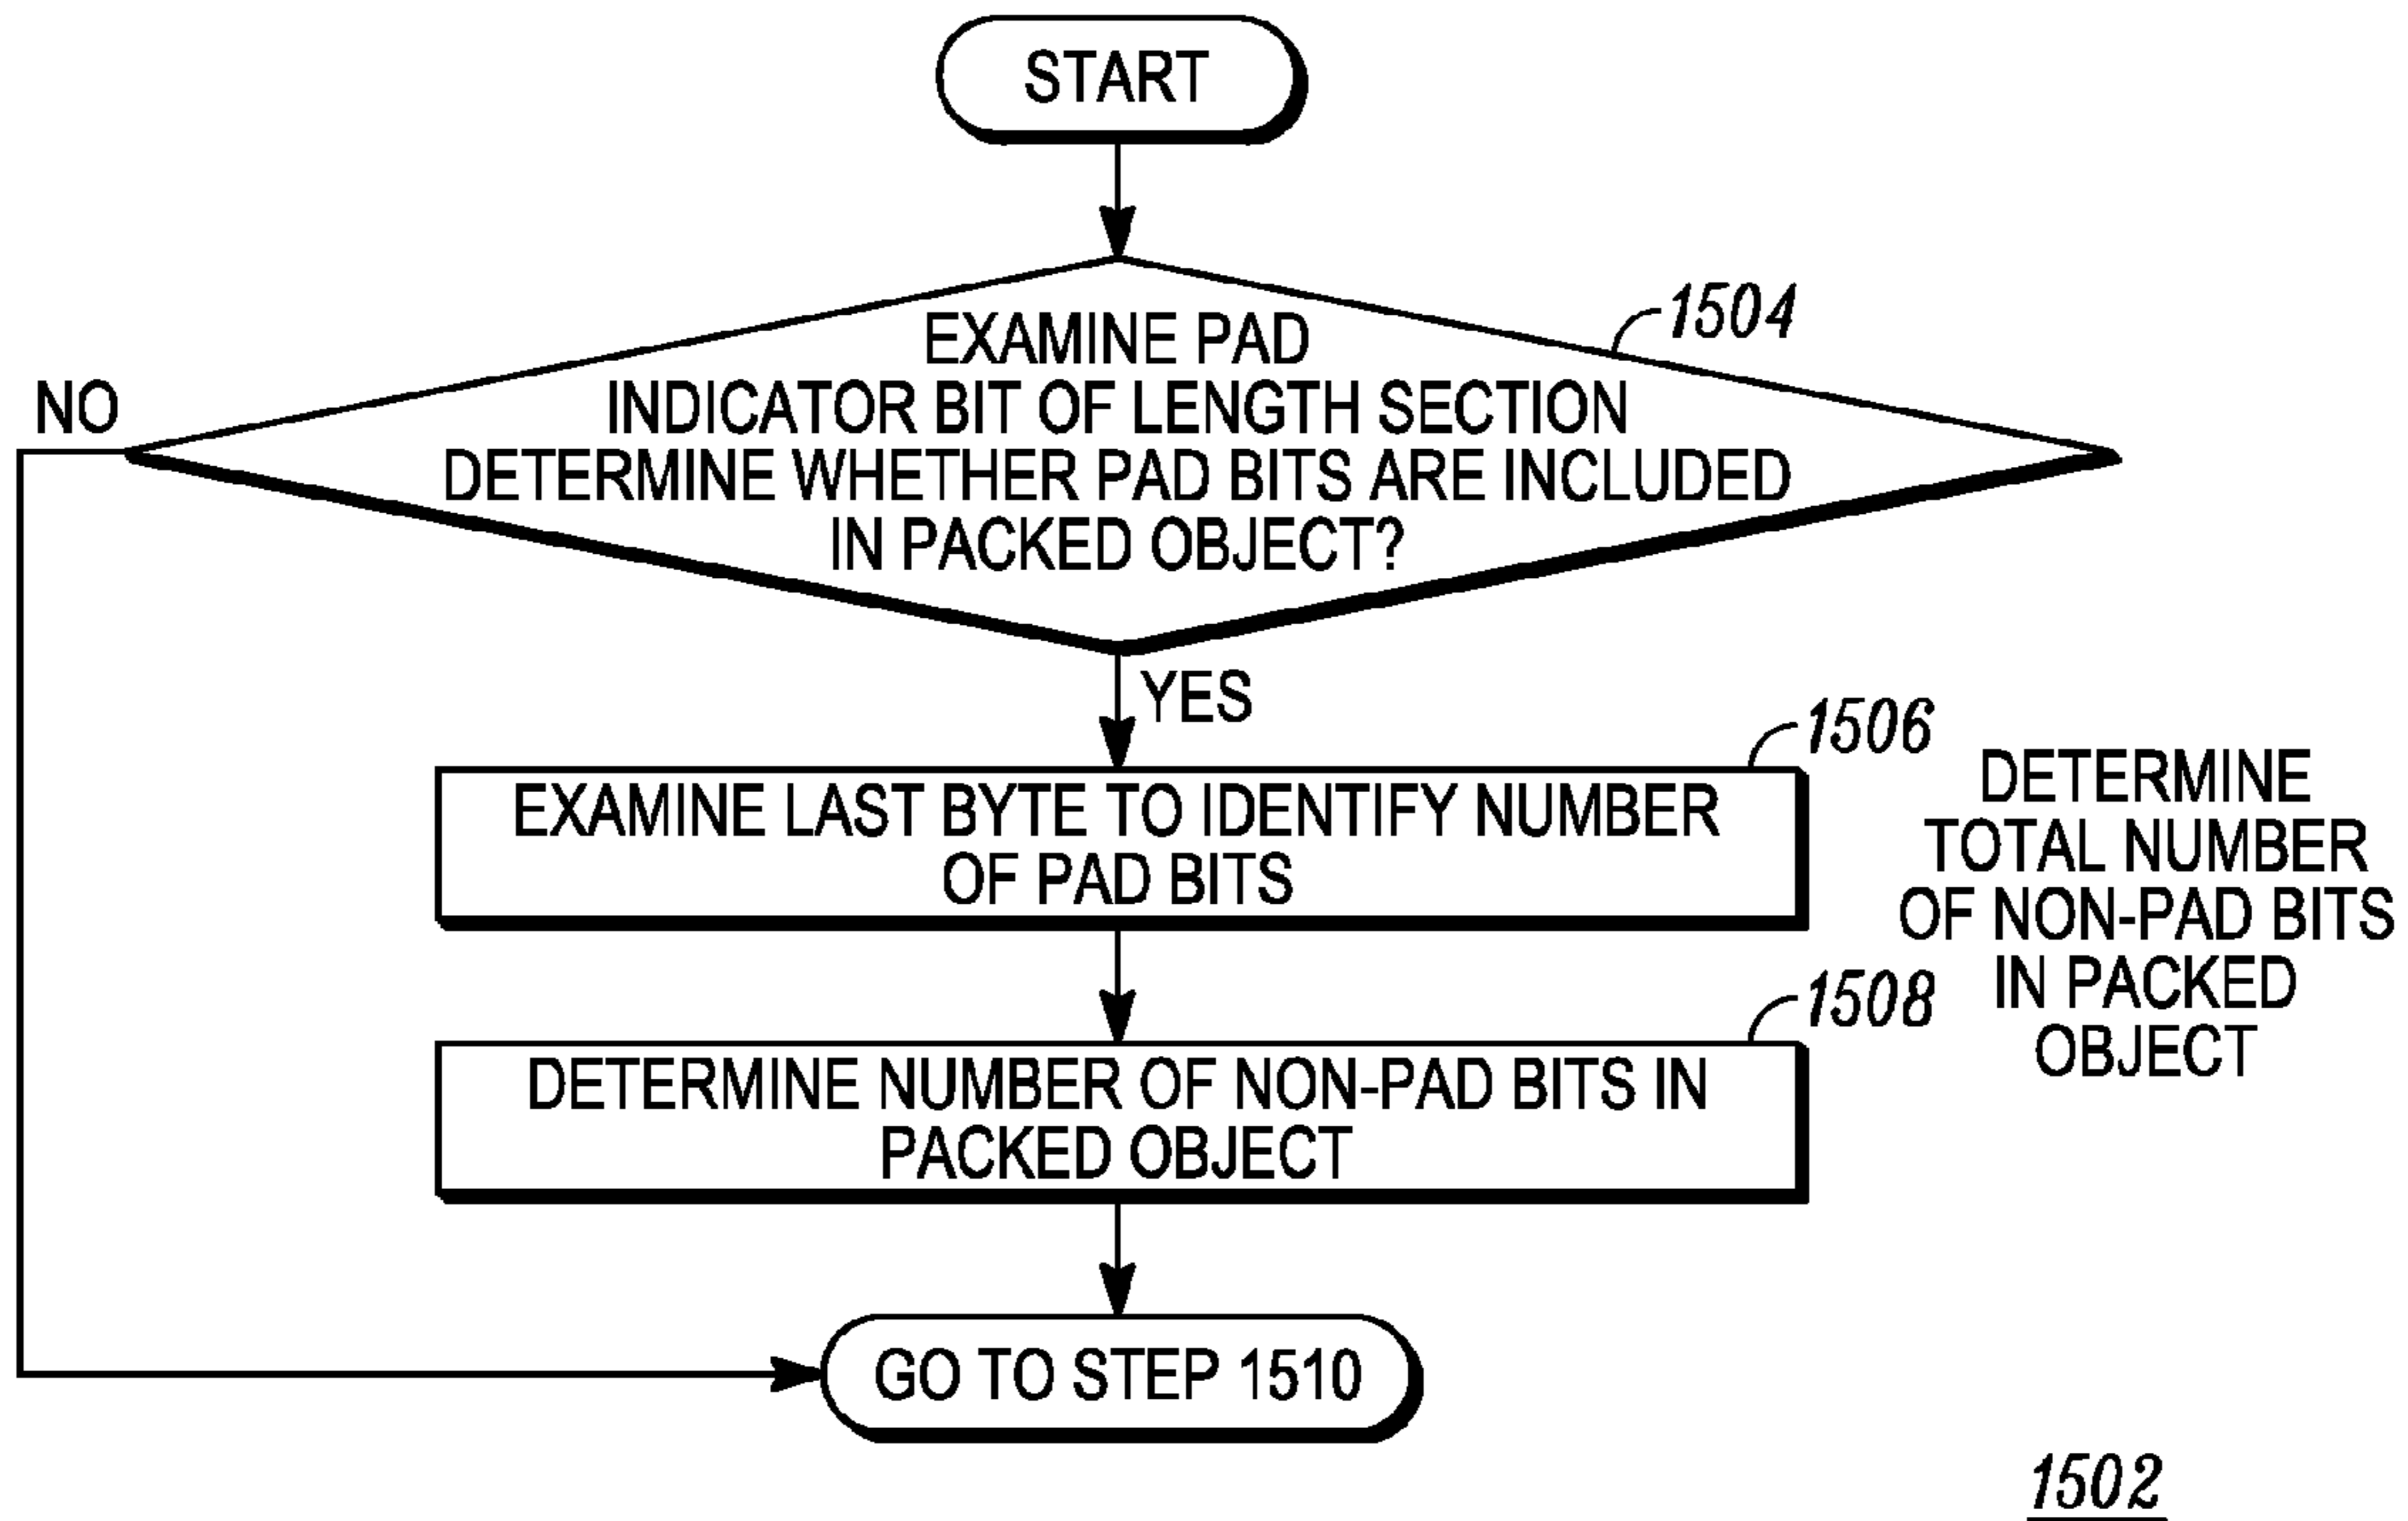 START
1504
EXAMINE PAD
INDICATOR BIT OF LENGTH SECTION
DETERMINE WHETHER PAD BITS ARE INCLUDED
IN PACKED OBJECT?
NO
YES
1506
EXAMINE LAST BYTE TO IDENTIFY NUMBER
OF PAD BITS
DETERMINE
TOTAL NUMBER
OF NON-PAD BITS
IN PACKED
OBJECT
1508
DETERMINE NUMBER OF NON-PAD BITS IN
PACKED OBJECT
GO TO STEP 1510
1502